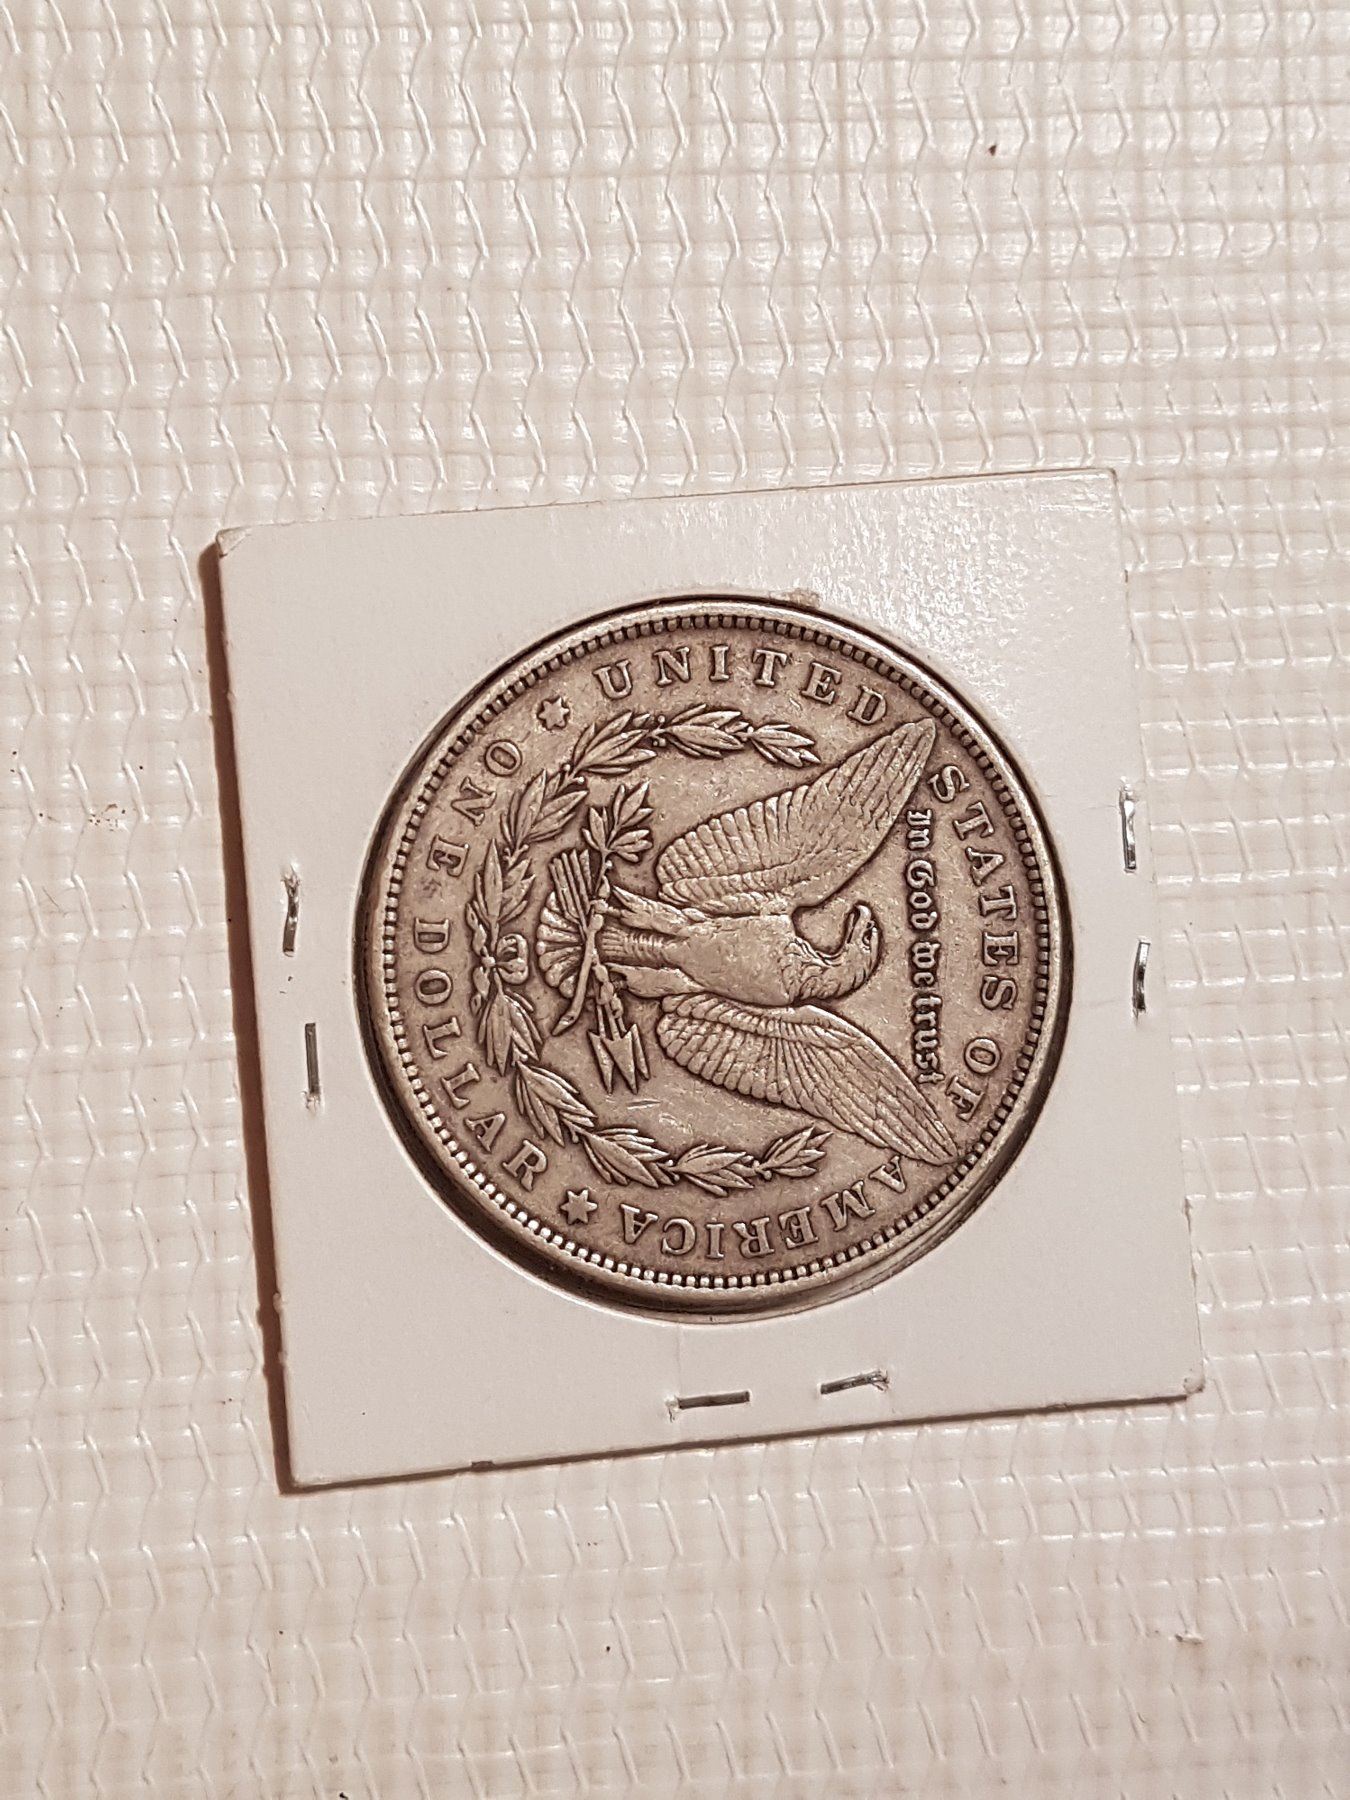 UNITED STATES OF AMERICA
In God we trust
ONE DOLLAR